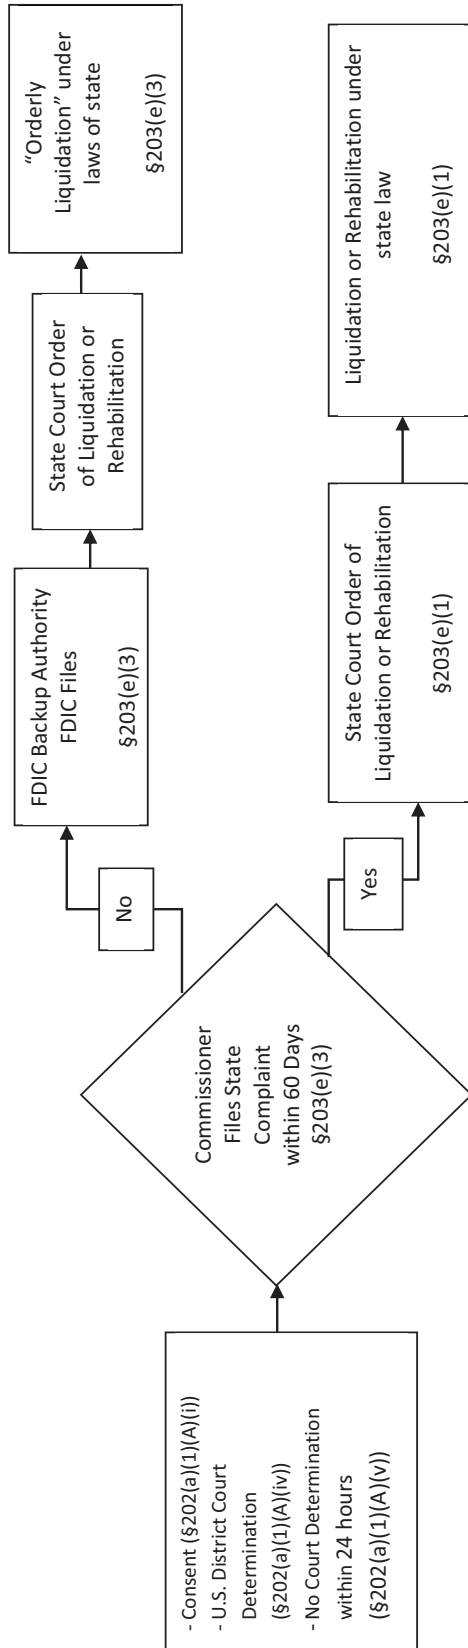 - Consent (§202(a)(1)(A)(i))
- U.S. District Court
Determination
(§202(a)(1)(A)(iv))
- No Court Determination
within 24 hours
(§202(a)(1)(A)(v))
Commissioner
Files State
Complaint
within 60 Days
§203(e)(3)
No
FDIC Backup Authority
FDIC Files
§203(e)(3)
State Court Order
of Liquidation or
Rehabilitation
“Orderly
Liquidation” under
laws of state
§203(e)(3)
Yes
State Court Order of
Liquidation or Rehabilitation
§203(e)(1)
Liquidation or Rehabilitation under
state law
§203(e)(1)